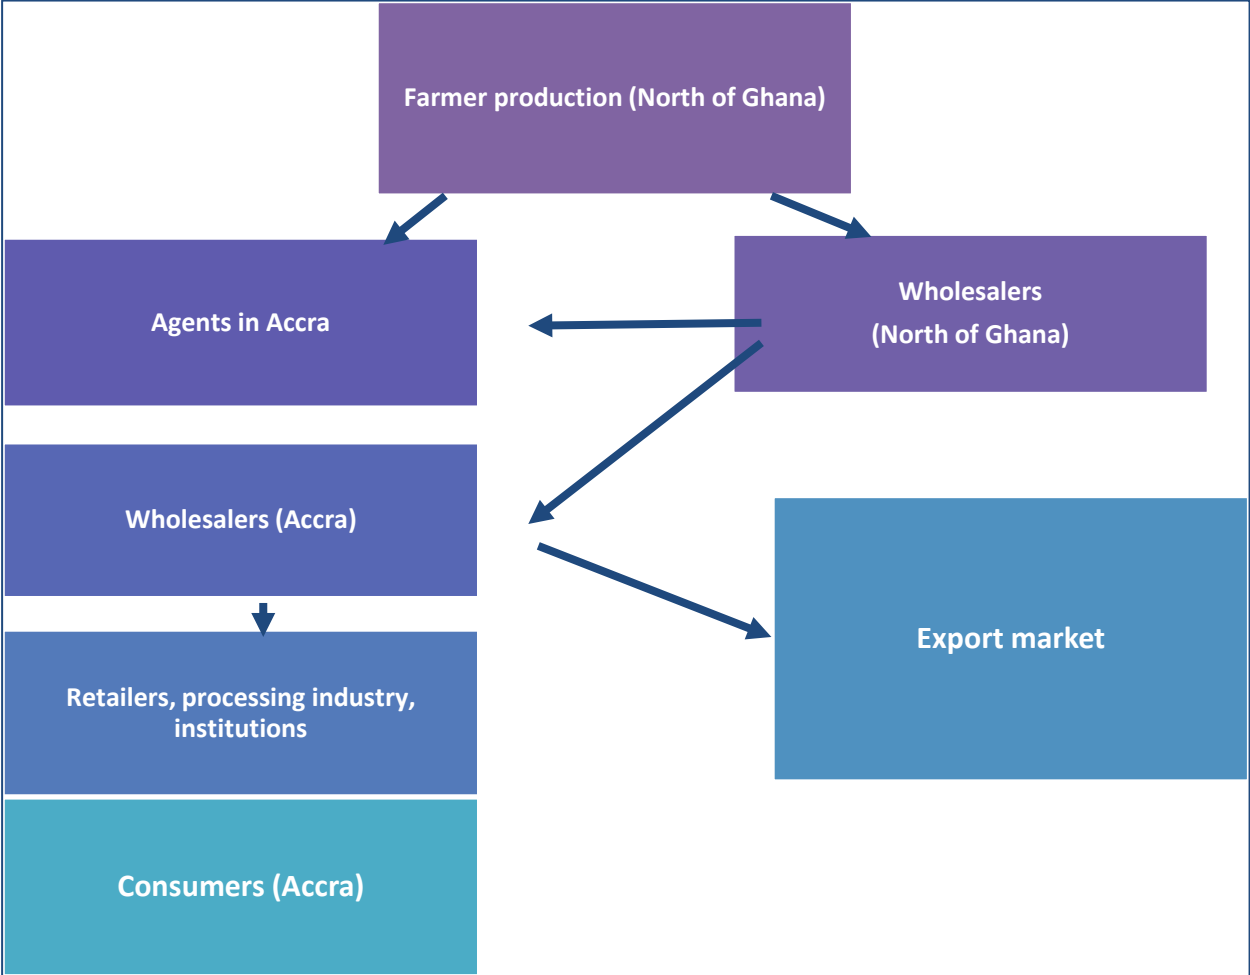 Farmer production (North of Ghana)
Agents in Accra
Wholesalers
(North of Ghana)
Wholesalers (Accra)
Export market
Retailers, processing industry,
institutions
Consumers (Accra)